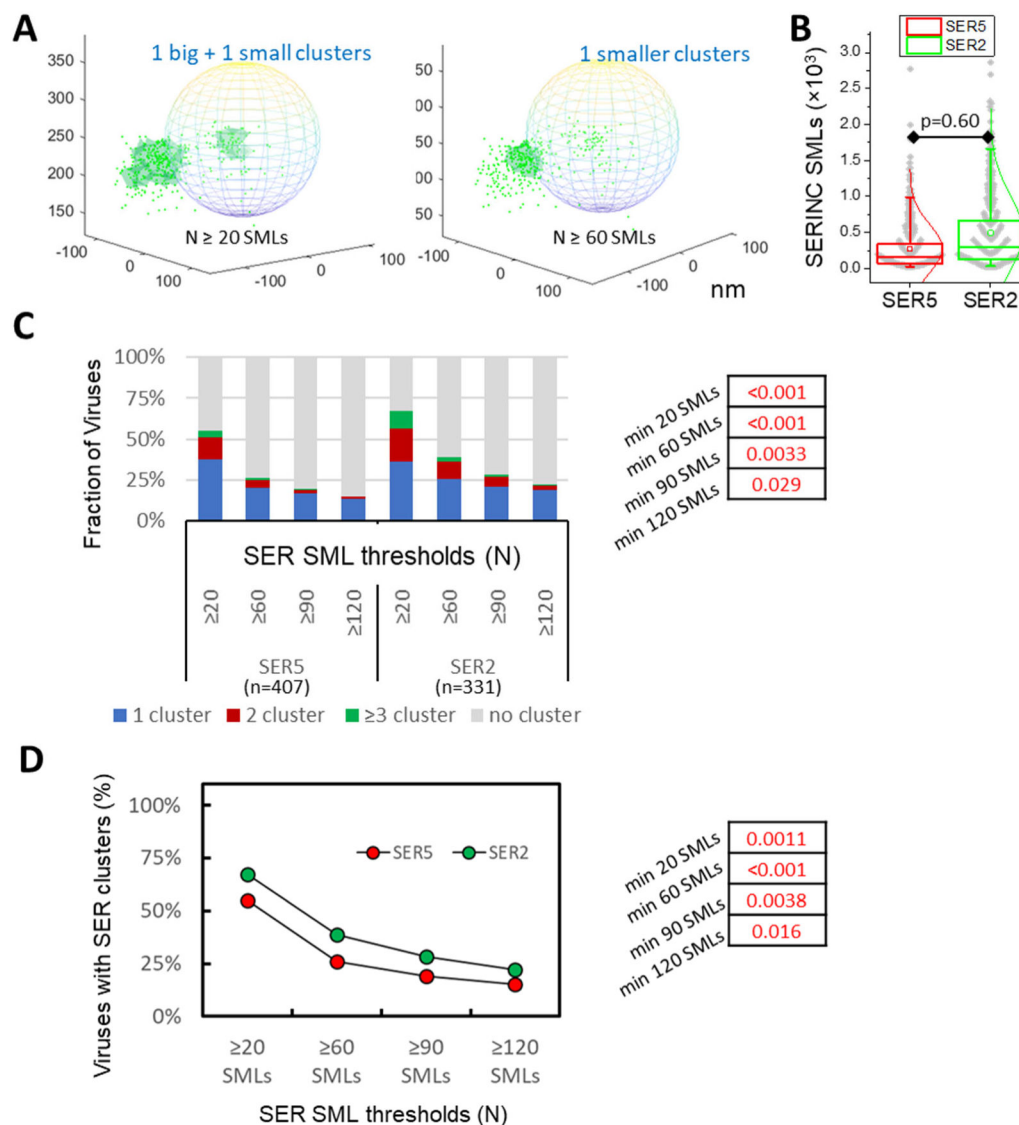 A
1 big + 1 small clusters
350
300
250
200
150
N ≥ 20 SMLs
-100
0
100
-100
0
100
1 smaller clusters
50
00
50
00
50
N ≥ 60 SMLs
-100
0
100
-100
0
100
nm
B
SER5
SER2
SERINC SMLs (×10³)
3.0
2.5
2.0
1.5
1.0
0.5
0.0
p=0.60
SER5
SER2
C
Fraction of Viruses
100%
75%
50%
25%
0%
SER SML thresholds (N)
≥20
≥60
≥90
≥120
≥20
≥60
≥90
≥120
SER5
(n=407)
SER2
(n=331)
1 cluster
2 cluster
≥3 cluster
no cluster
min 20 SMLs <0.001
min 60 SMLs <0.001
min 90 SMLs 0.0033
min 120 SMLs 0.029
D
Viruses with SER clusters (%)
100%
75%
50%
25%
0%
SER5
SER2
≥20 SMLs
≥60 SMLs
≥90 SMLs
≥120 SMLs
SER SML thresholds (N)
min 20 SMLs 0.0011
min 60 SMLs <0.001
min 90 SMLs 0.0038
min 120 SMLs 0.016